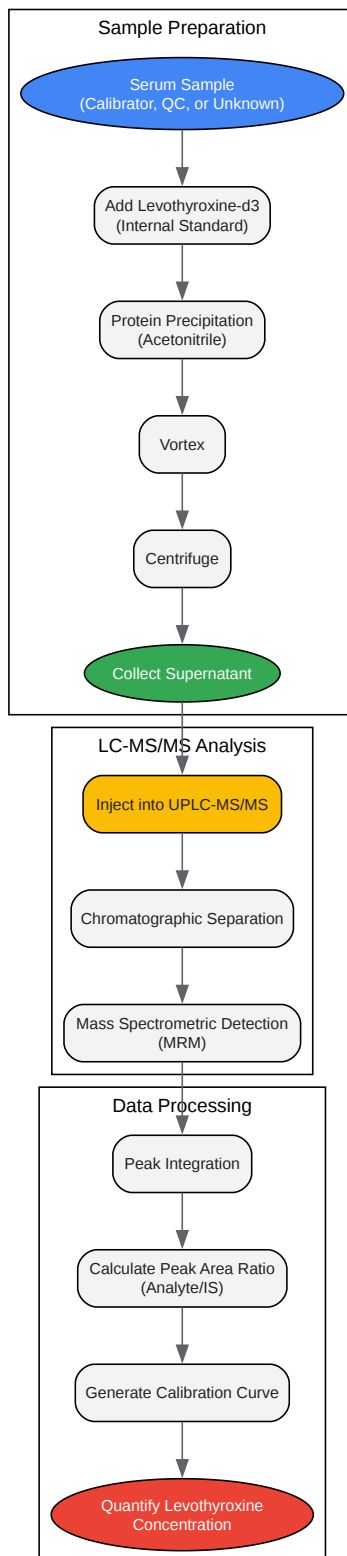 Sample Preparation
Serum Sample
(Calibrator, QC, or Unknown)
Add Levothyroxine-d3
(Internal Standard)
Protein Precipitation
(Acetonitrile)
Vortex
Centrifuge
Collect Supernatant
LC-MS/MS Analysis
Inject into UPLC-MS/MS
Chromatographic Separation
Mass Spectrometric Detection
(MRM)
Data Processing
Peak Integration
Calculate Peak Area Ratio
(Analyte/IS)
Generate Calibration Curve
Quantify Levothyroxine
Concentration